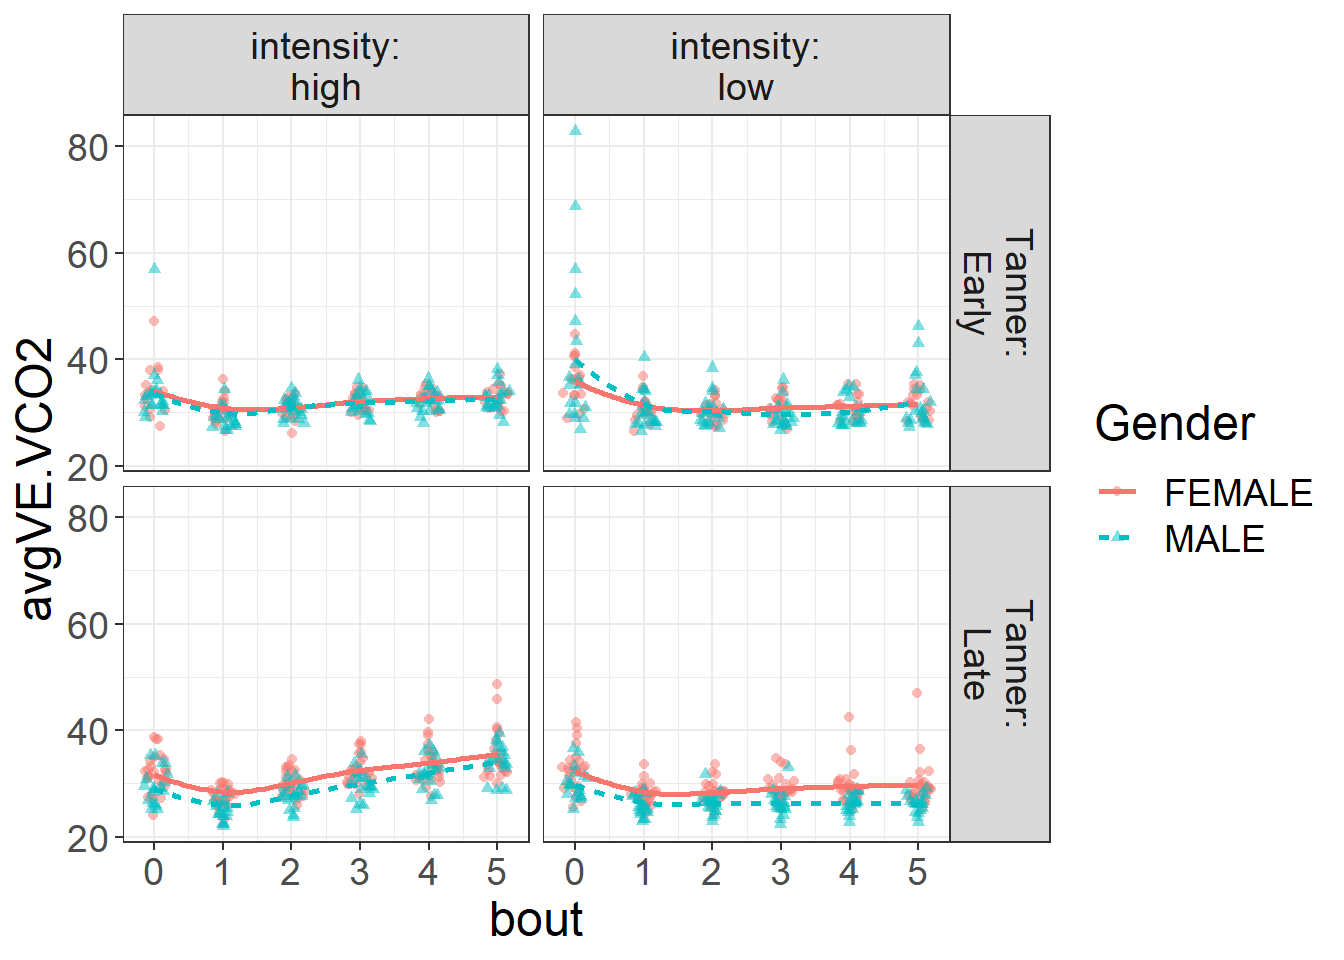 intensity:
high
intensity:
low
80
60
40
20
Tanner:
Early
80
60
40
20
Tanner:
Late
0 1 2 3 4 5
0 1 2 3 4 5
bout
avgVE.VCO2
Gender
FEMALE
MALE